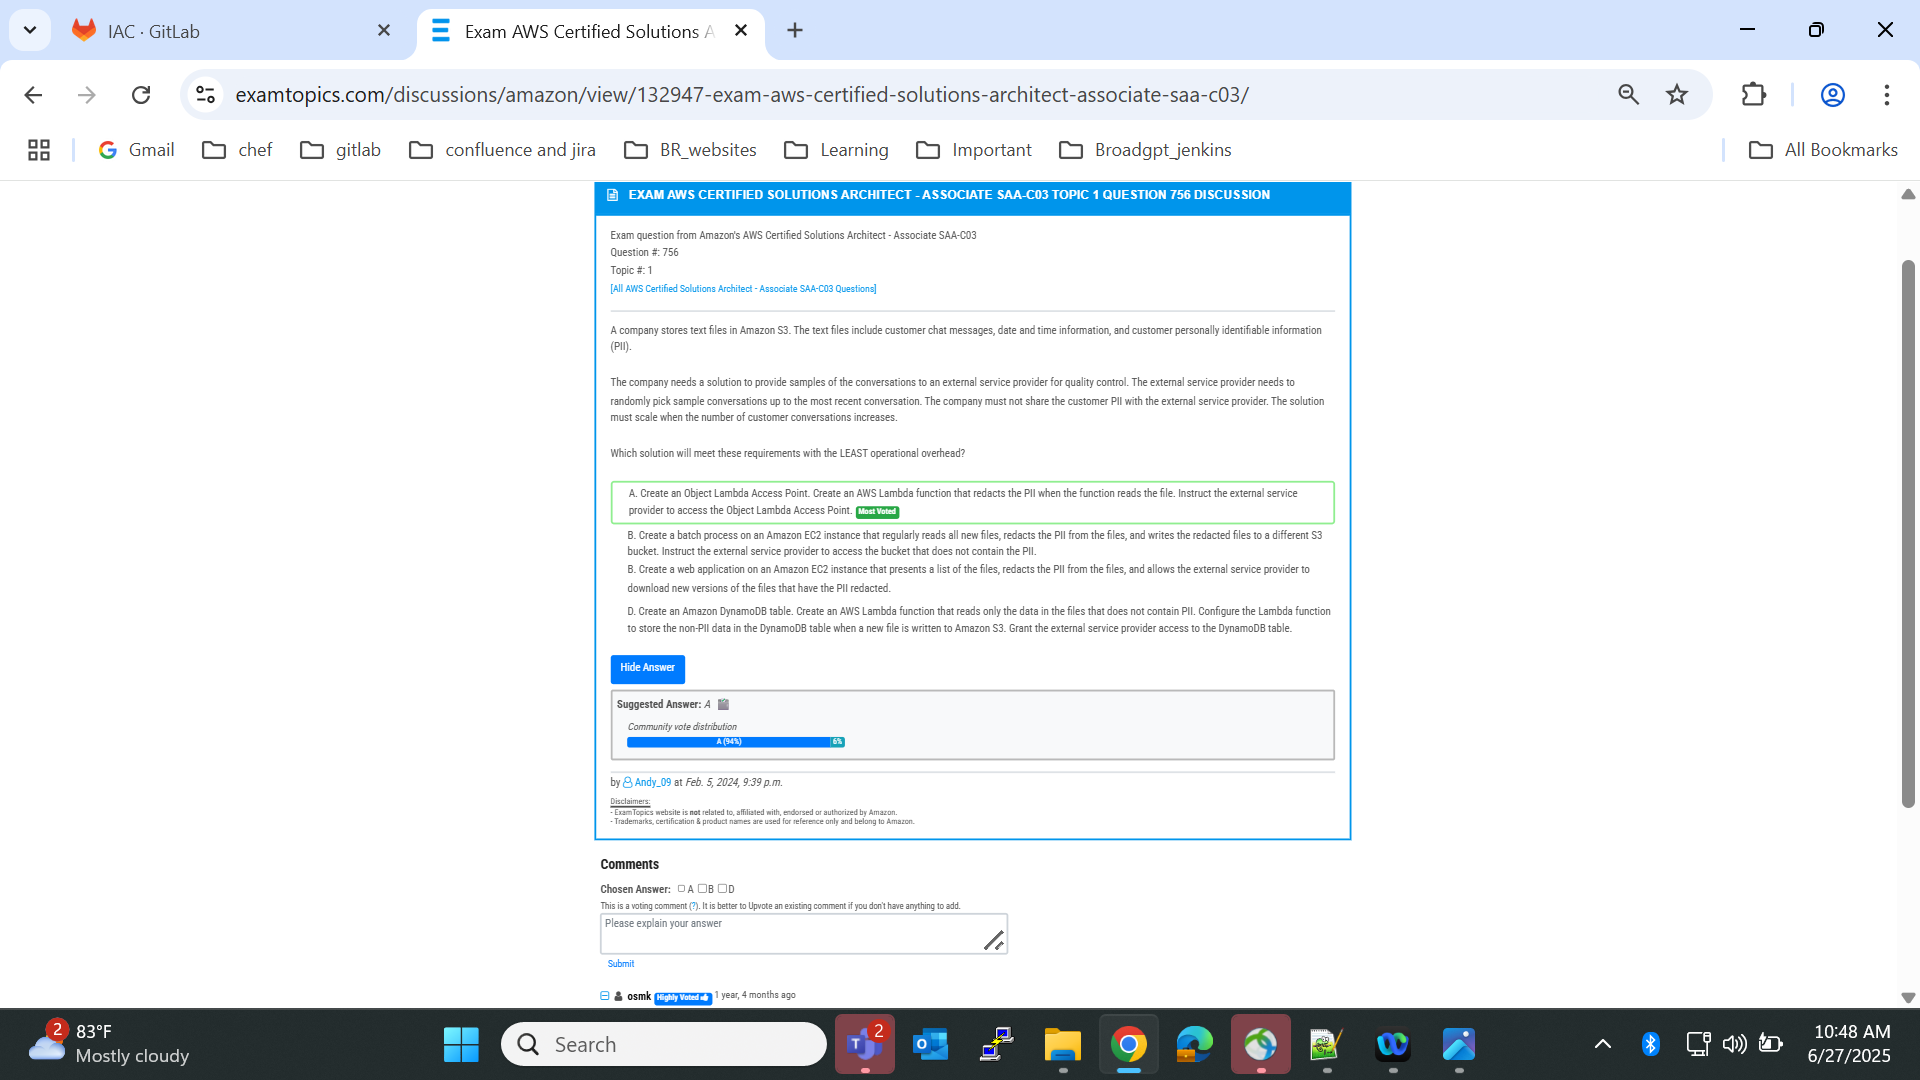 IAC · GitLab
Exam AWS Certified Solutions A
examtopics.com/discussions/amazon/view/132947-exam-aws-certified-solutions-architect-associate-saa-c03/
Gmail
chef
gitlab
confluence and jira
BR_websites
Learning
Important
Broadgpt_jenkins
All Bookmarks
EXAM AWS CERTIFIED SOLUTIONS ARCHITECT - ASSOCIATE SAA-C03 TOPIC 1 QUESTION 756 DISCUSSION
Exam question from Amazon's AWS Certified Solutions Architect - Associate SAA-C03
Question #: 756
Topic #: 1
[All AWS Certified Solutions Architect - Associate SAA-C03 Questions]
A company stores text files in Amazon S3. The text files include customer chat messages, date and time information, and customer personally identifiable information
(PII).
The company needs a solution to provide samples of the conversations to an external service provider for quality control. The external service provider needs to
randomly pick sample conversations up to the most recent conversation. The company must not share the customer PII with the external service provider. The solution
must scale when the number of customer conversations increases.
Which solution will meet these requirements with the LEAST operational overhead?
A. Create an Object Lambda Access Point. Create an AWS Lambda function that redacts the PII when the function reads the file. Instruct the external service
provider to access the Object Lambda Access Point. Most Voted
B. Create a batch process on an Amazon EC2 instance that regularly reads all new files, redacts the PII from the files, and writes the redacted files to a different S3
bucket. Instruct the external service provider to access the bucket that does not contain the PII.
B. Create a web application on an Amazon EC2 instance that presents a list of the files, redacts the PII from the files, and allows the external service provider to
download new versions of the files that have the PII redacted.
D. Create an Amazon DynamoDB table. Create an AWS Lambda function that reads only the data in the files that does not contain PII. Configure the Lambda function
to store the non-PII data in the DynamoDB table when a new file is written to Amazon S3. Grant the external service provider access to the DynamoDB table.
Hide Answer
Suggested Answer: A
Community vote distribution
A (94%) 6%
by Andy_09 at Feb. 5, 2024, 9:39 p.m.
Disclaimers:
- ExamTopics website is not related to, affiliated with, endorsed or authorized by Amazon.
- Trademarks, certification & product names are used for reference only and belong to Amazon.
Comments
Chosen Answer: A B D
This is a voting comment (?). It is better to Upvote an existing comment if you don't have anything to add.
Please explain your answer
Submit
osmk Highly Voted 1 year, 4 months ago
2
83°F
Mostly cloudy
Search
2
10:48 AM
6/27/2025